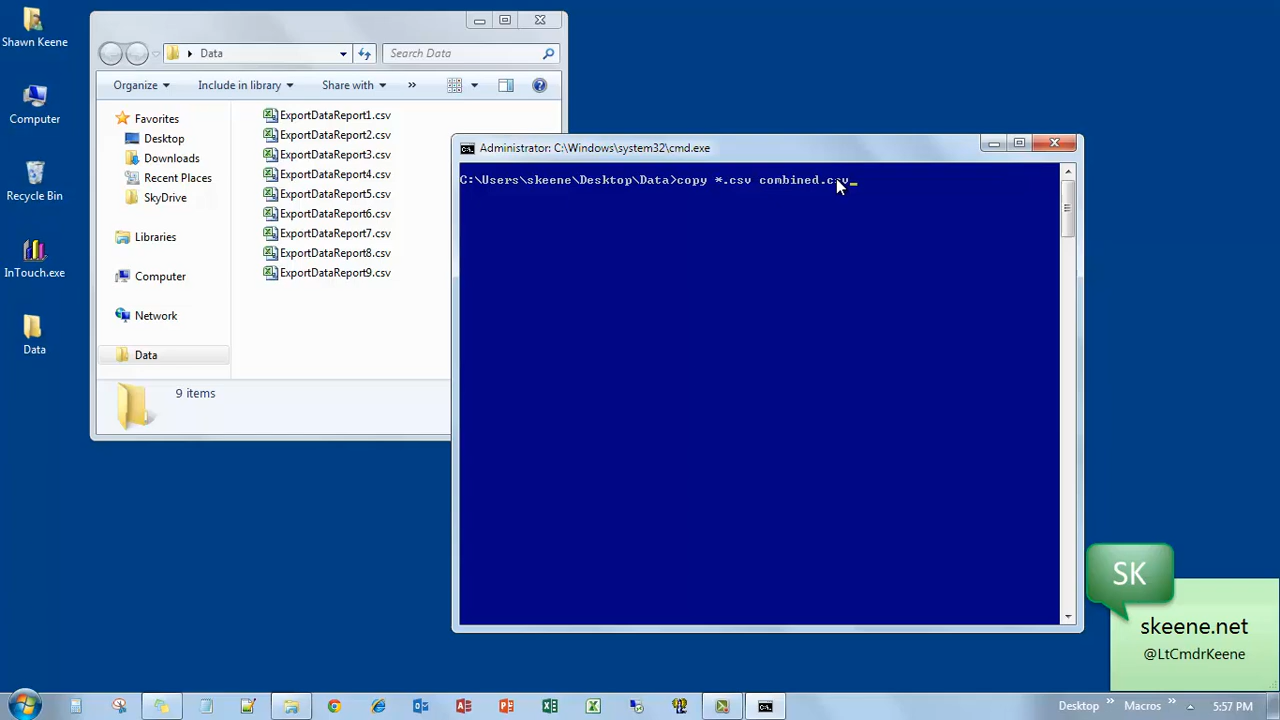 Shawn Keene
Computer
Recycle Bin
InTouch.exe
Data
Data
Search Data
Organize
Include in library
Share with
»
Favorites
Desktop
Downloads
Recent Places
SkyDrive
Libraries
Computer
Network
Data
ExportDataReport1.csv
ExportDataReport2.csv
ExportDataReport3.csv
ExportDataReport4.csv
ExportDataReport5.csv
ExportDataReport6.csv
ExportDataReport7.csv
ExportDataReport8.csv
ExportDataReport9.csv
9 items
Administrator: C:\Windows\system32\cmd.exe
C:\Users\skeene\Desktop\Data>copy *.csv combined.csv_
SK
skeene.net
@LtCmdrKeene
Desktop » Macros
5:57 PM